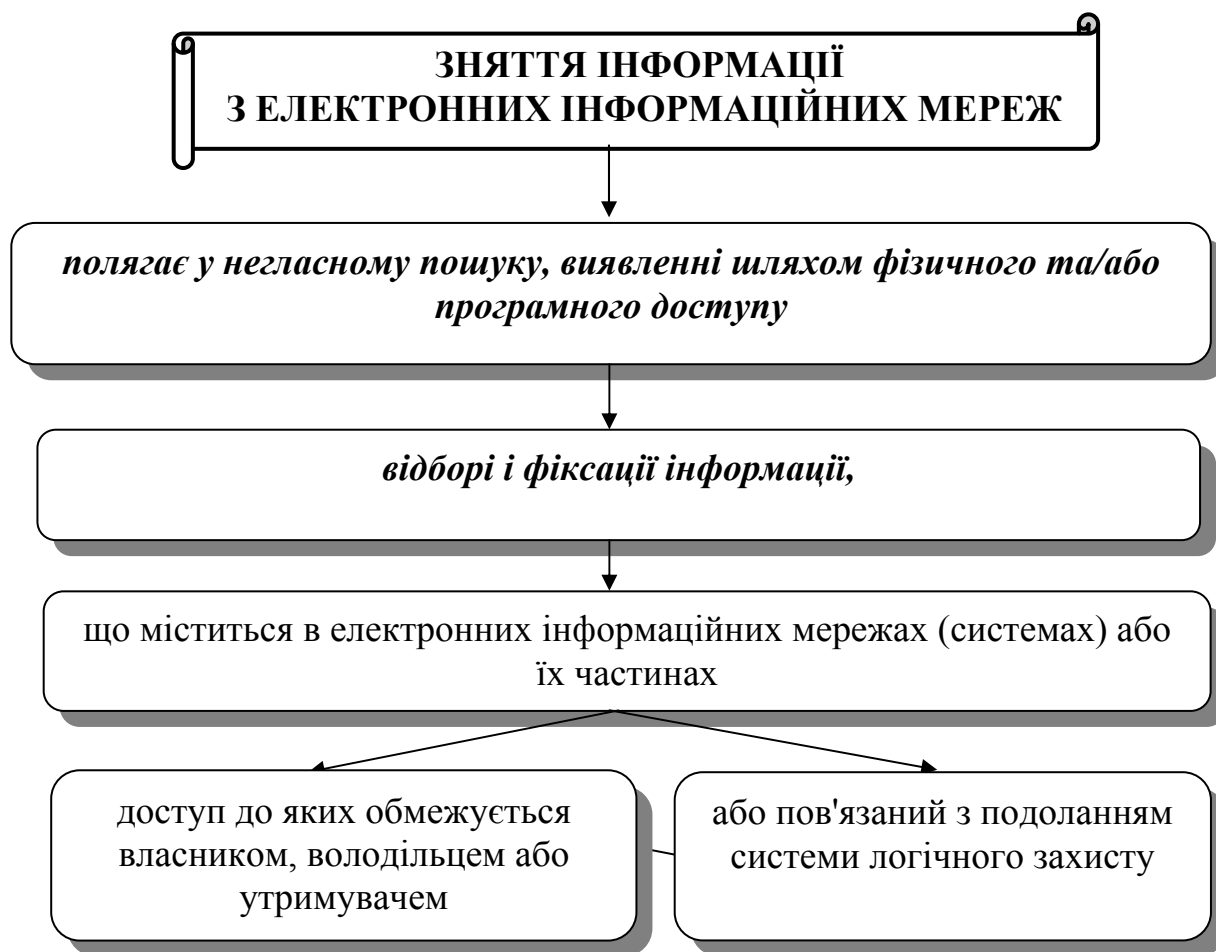 ЗНЯТТЯ ІНФОРМАЦІЇ
З ЕЛЕКТРОННИХ ІНФОРМАЦІЙНИХ МЕРЕЖ
полягає у негласному пошуку, виявленні шляхом фізичного та/або
програмного доступу
відборі і фіксації інформації,
що міститься в електронних інформаційних мережах (системах) або
їх частинах
доступ до яких обмежується
власником, володільцем або
утримувачем
або пов'язаний з подоланням
системи логічного захисту